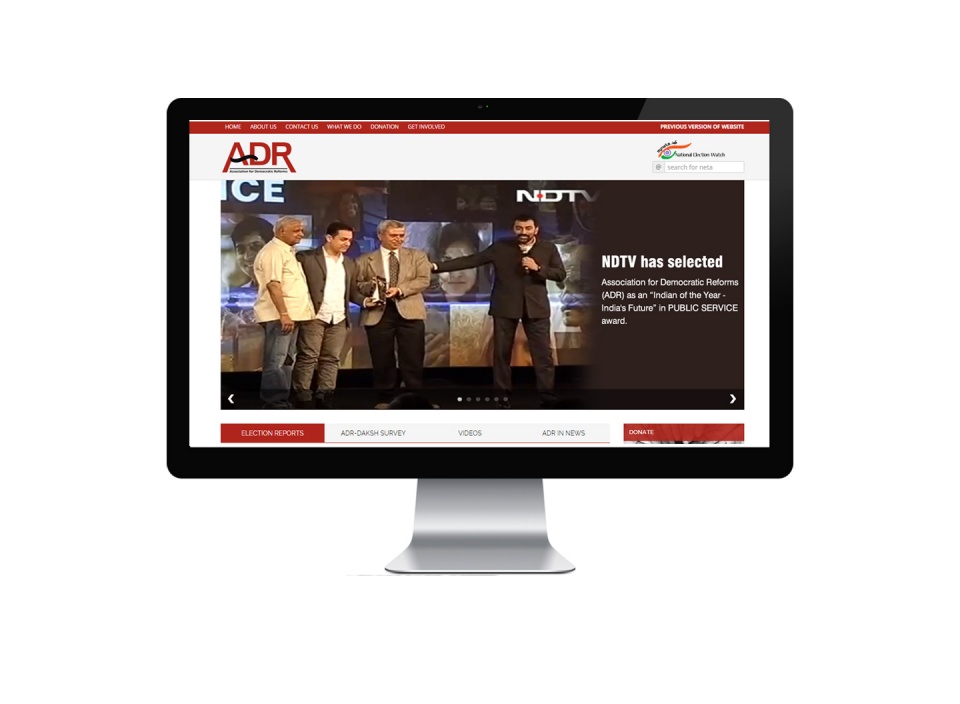 HOME ABOUT US CONTACT US WHAT WE DO DONATION GET INVOLVED PREVIOUS VERSION OF WEBSITE
ADR
Association for Democratic Reforms
National Election Watch
@ search for neta
ICE
NDTV
NDTV has selected
Association for Democratic Reforms
(ADR) as an "Indian of the Year -
India's Future" in PUBLIC SERVICE
award.
ELECTION REPORTS ADR-DAKSH SURVEY VIDEOS ADR IN NEWS DONATE